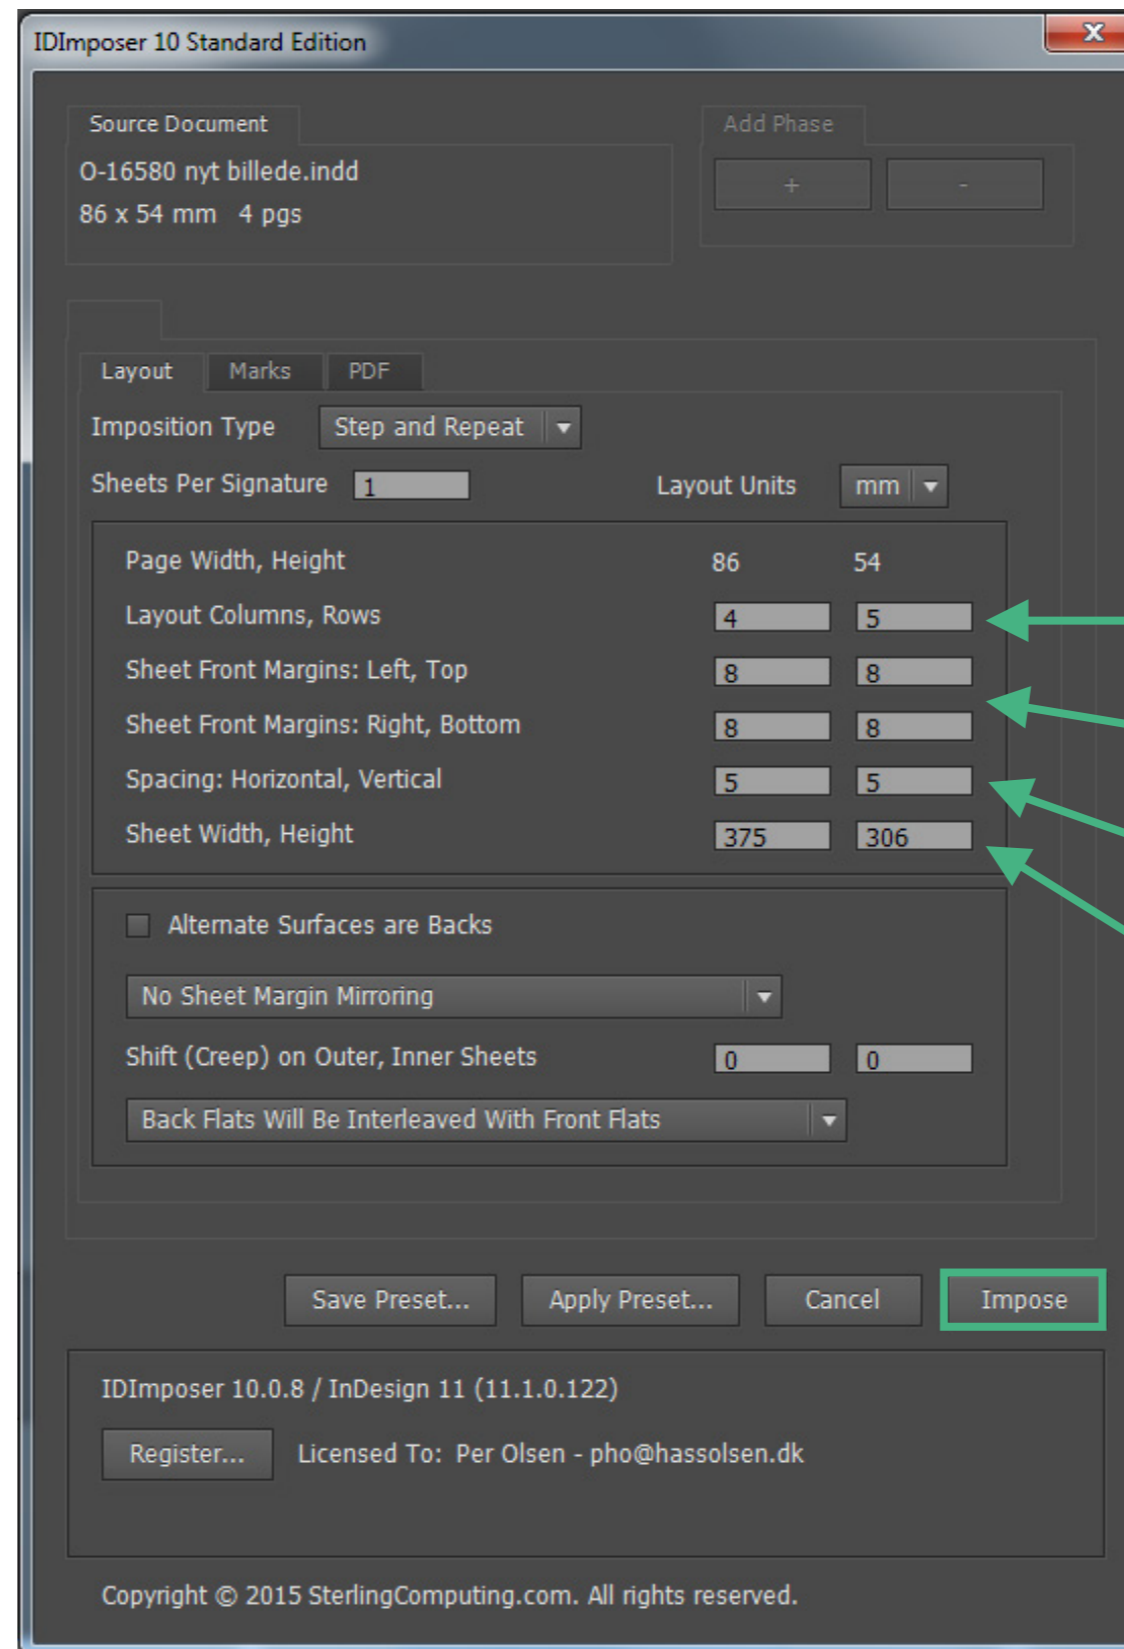 IDImposer 10 Standard Edition
x
Source Document
Add Phase
O-16580 nyt billede.indd
86 x 54 mm   4 pgs
+
-
Layout
Marks
PDF
Imposition Type
Step and Repeat
Sheets Per Signature
1
Layout Units
mm
Page Width, Height
86
54
Layout Columns, Rows
4
5
Sheet Front Margins: Left, Top
8
8
Sheet Front Margins: Right, Bottom
8
8
Spacing: Horizontal, Vertical
5
5
Sheet Width, Height
375
306
Alternate Surfaces are Backs
No Sheet Margin Mirroring
Shift (Creep) on Outer, Inner Sheets
0
0
Back Flats Will Be Interleaved With Front Flats
Save Preset...
Apply Preset...
Cancel
Impose
IDImposer 10.0.8 / InDesign 11 (11.1.0.122)
Register...
Licensed To:  Per Olsen - pho@hassolsen.dk
Copyright © 2015 SterlingComputing.com. All rights reserved.